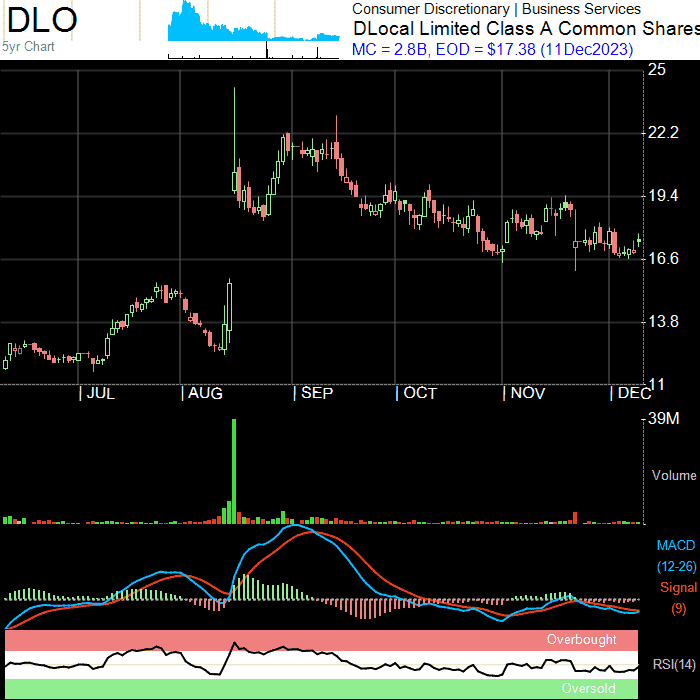 DLO
5yr Chart
Consumer Discretionary | Business Services
DLocal Limited Class A Common Shares
MC = 2.8B, EOD = $17.38 (11Dec2023)
25
22.2
19.4
16.6
13.8
11
JUL
AUG
SEP
OCT
NOV
DEC
39M
Volume
MACD
(12-26)
Signal
(9)
Overbought
RSI(14)
Oversold